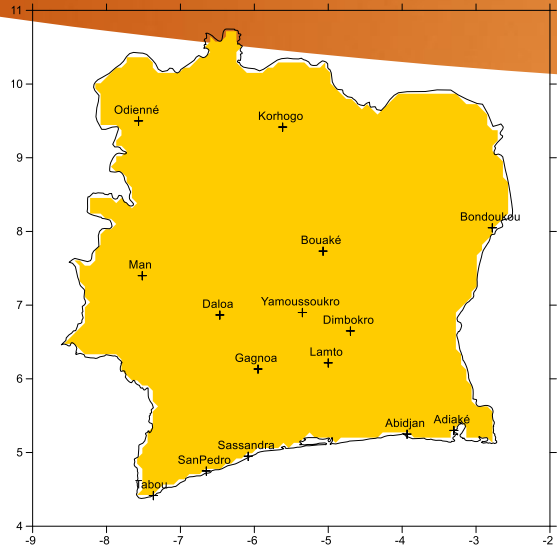 11
10
Odienné
Korhogo
9
Bondoukou
8
Bouaké
Man
7
Daloa
Yamoussoukro
Dimbokro
Lamto
Gagnoa
6
Abidjan
Adiaké
Sassandra
5
SanPedro
Tabou
4
-9 -8 -7 -6 -5 -4 -3 -2